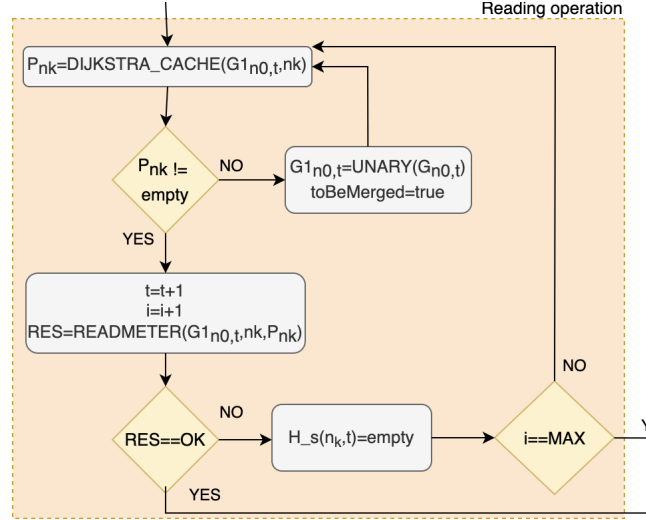 Reading operation
Pnk=DIJKSTRA_CACHE(G1n0,t,nk)
Pnk !=
empty
NO
G1n0,t=UNARY(Gn0,t)
toBeMerged=true
YES
t=t+1
i=i+1
RES=READMETER(G1n0,t,nk,Pnk)
NO
NO
RES==OK
H_s(nk,t)=empty
i==MAX
YES